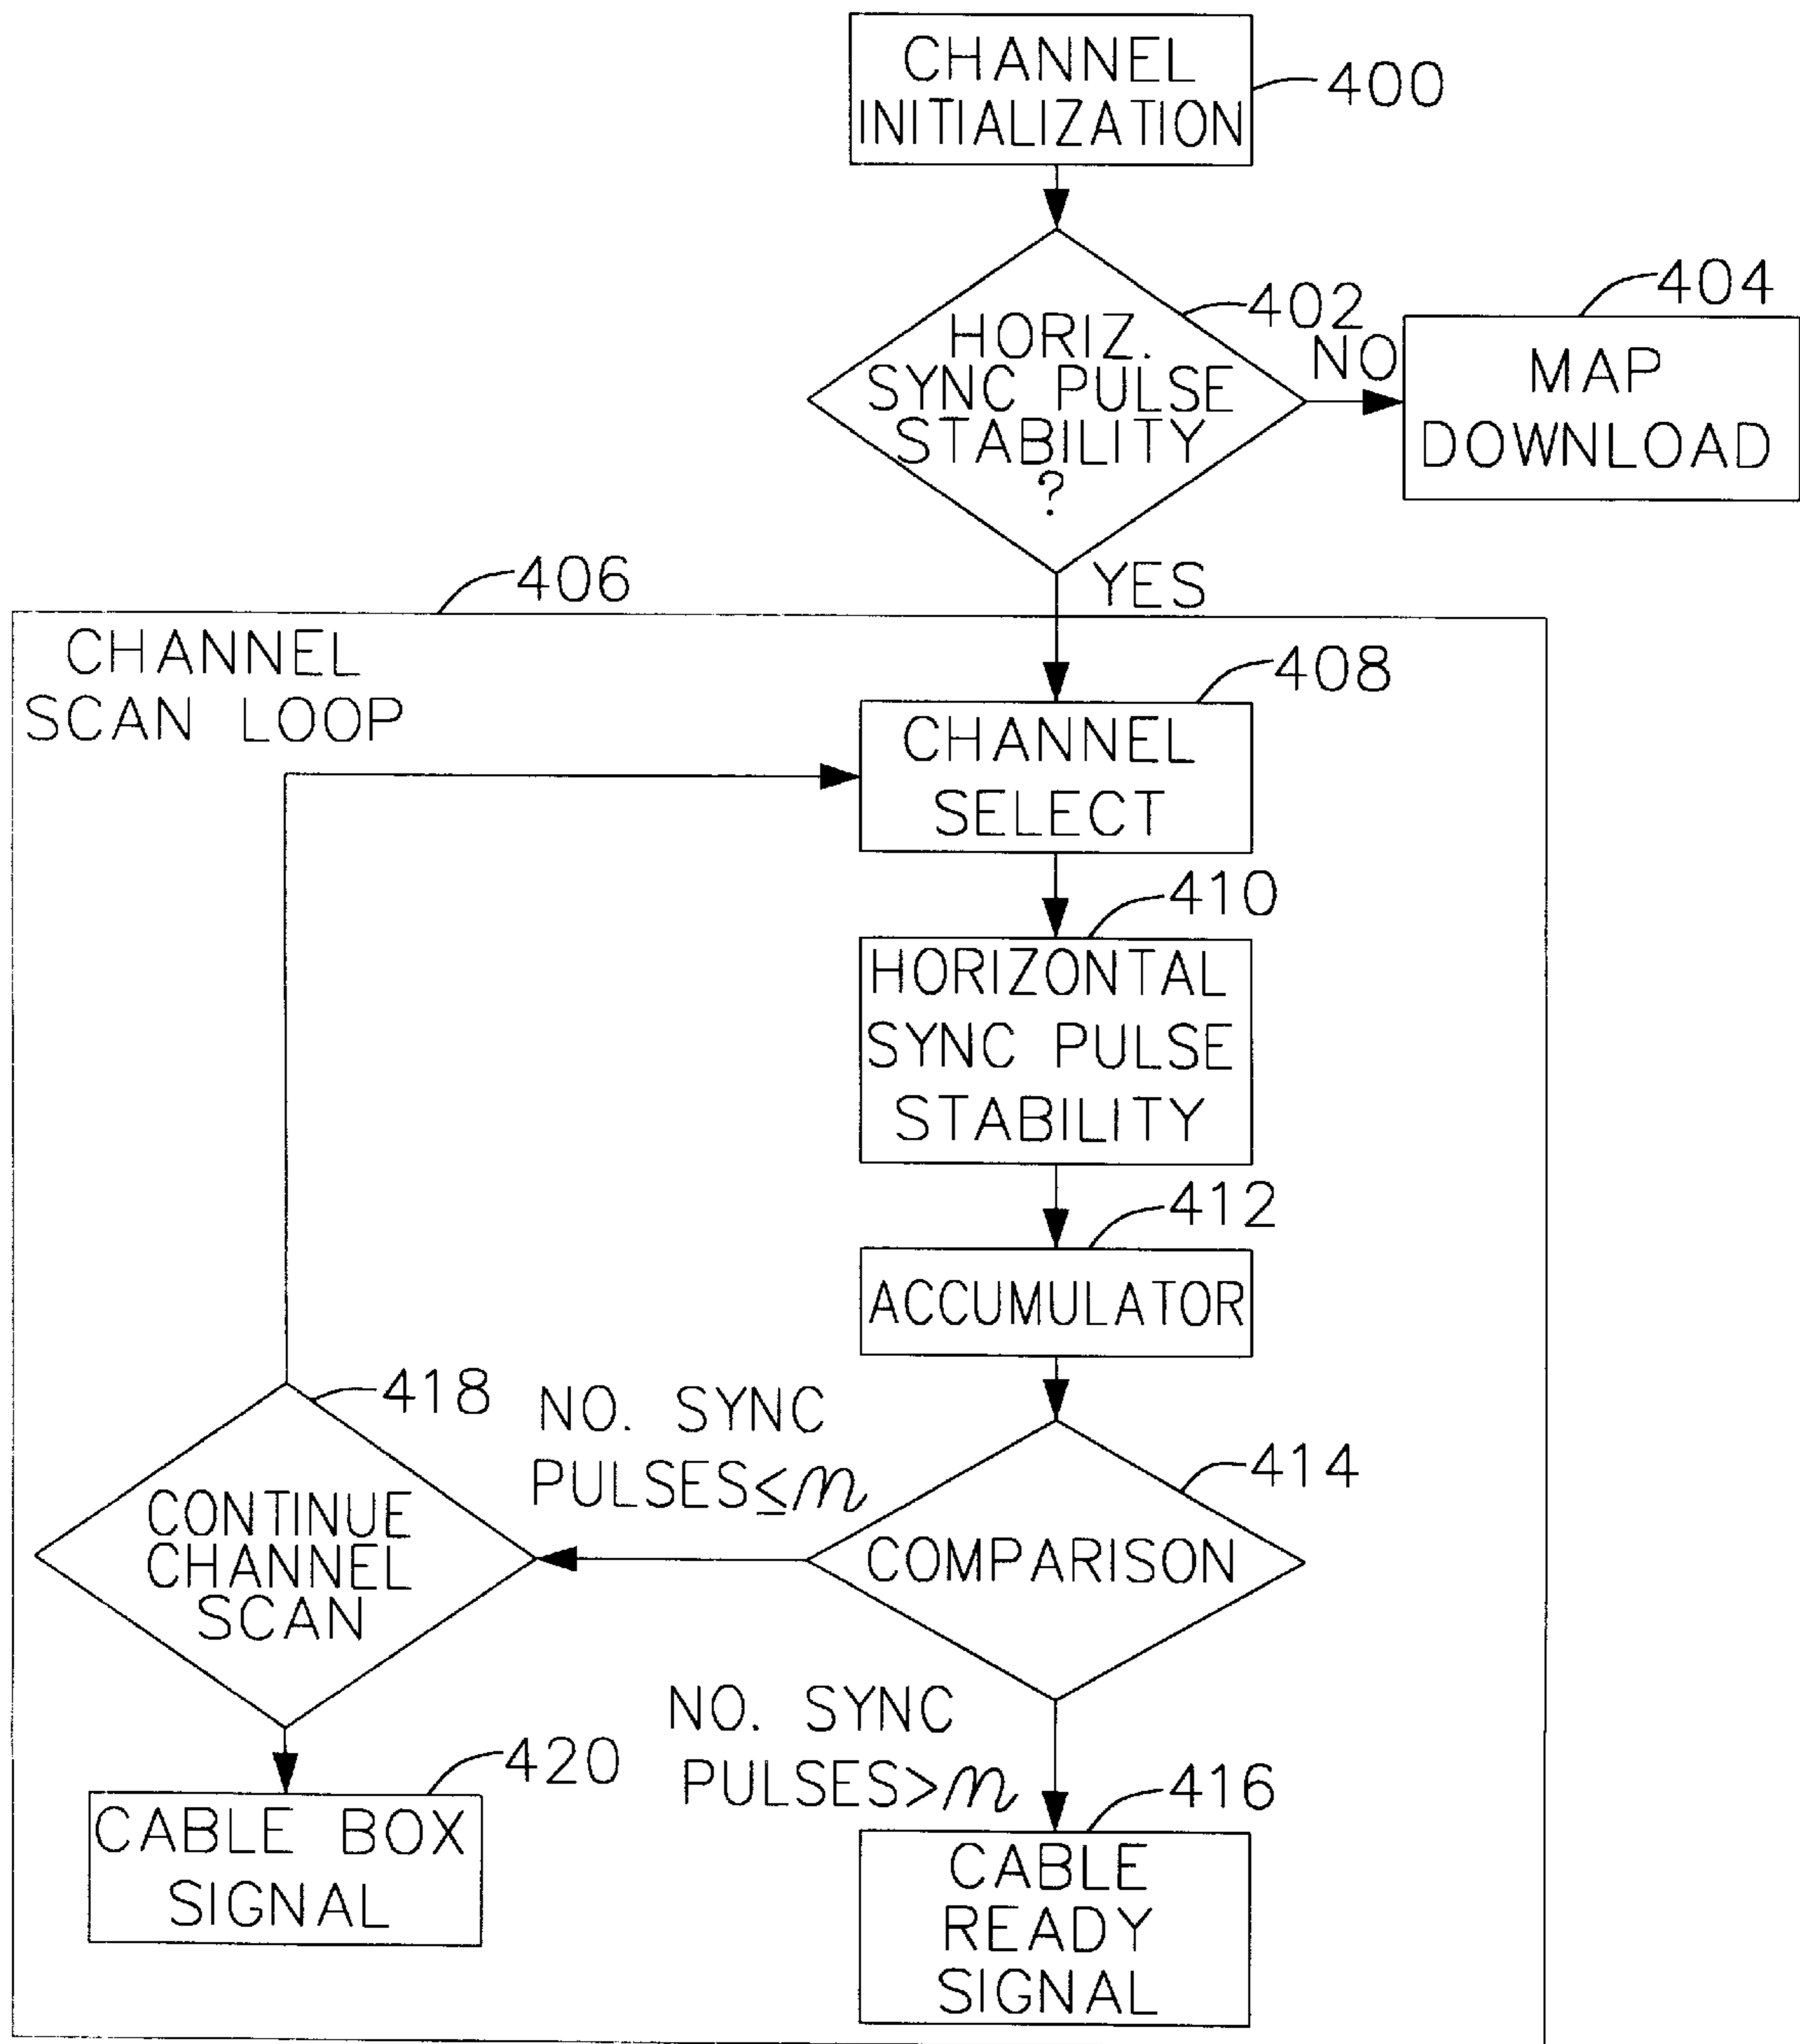 CHANNEL
INITIALIZATION
400
HORIZ.
SYNC PULSE
STABILITY
?
402
NO
404
MAP
DOWNLOAD
YES
406
CHANNEL
SCAN LOOP
408
CHANNEL
SELECT
410
HORIZONTAL
SYNC PULSE
STABILITY
412
ACCUMULATOR
414
COMPARISON
NO. SYNC
PULSES≤n
418
CONTINUE
CHANNEL
SCAN
NO. SYNC
PULSES>n
420
CABLE BOX
SIGNAL
416
CABLE
READY
SIGNAL